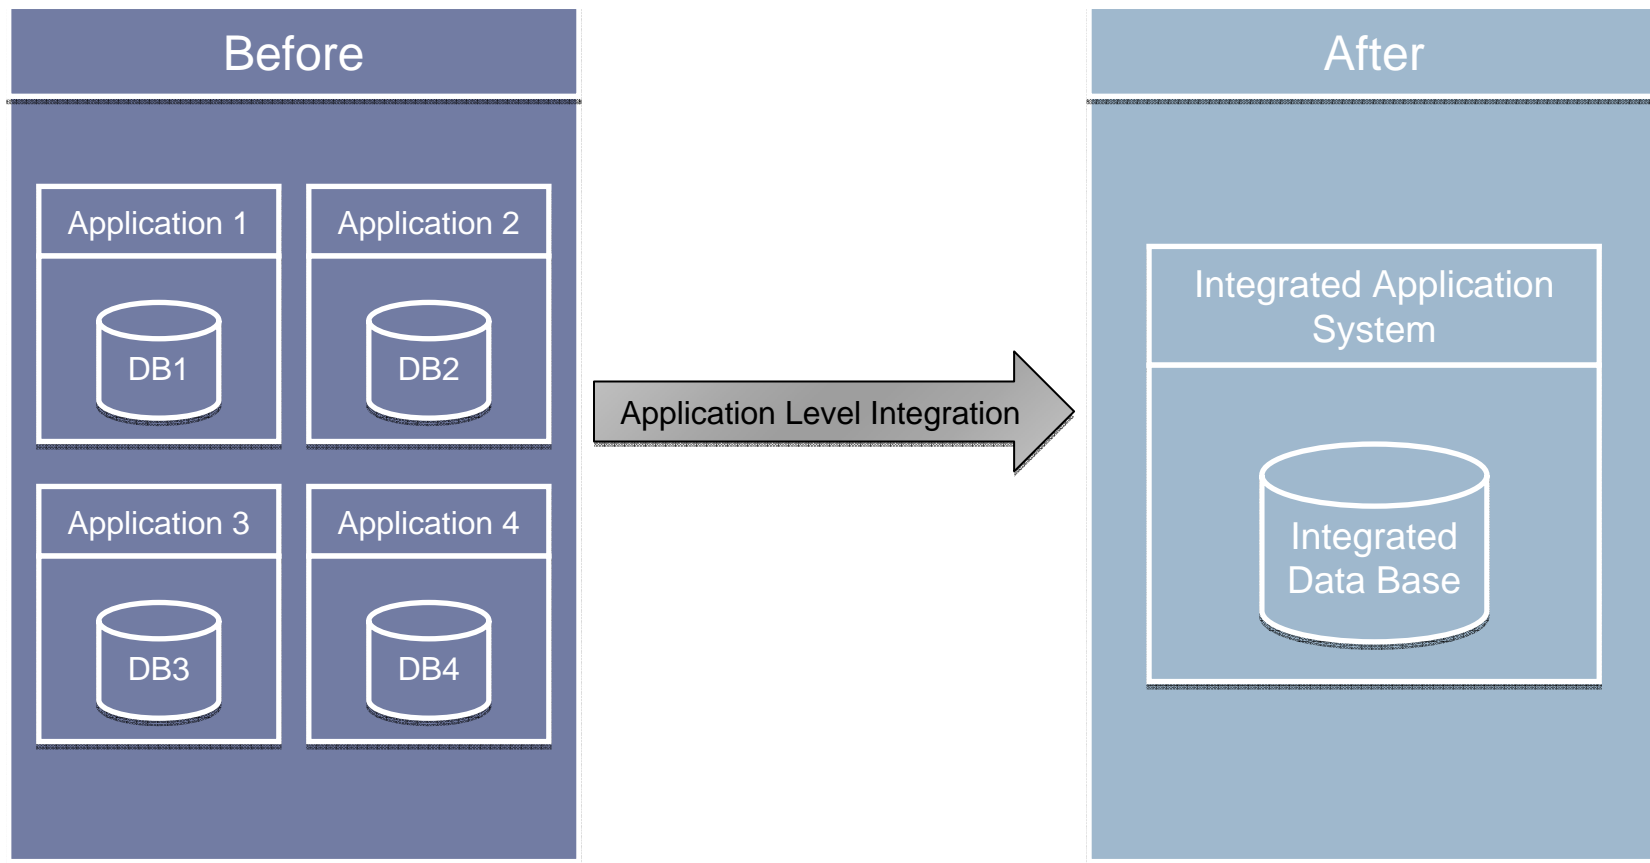 Before
Application 1
DB1
Application 2
DB2
Application 3
DB3
Application 4
DB4
Application Level Integration
After
Integrated Application
System
Integrated
Data Base